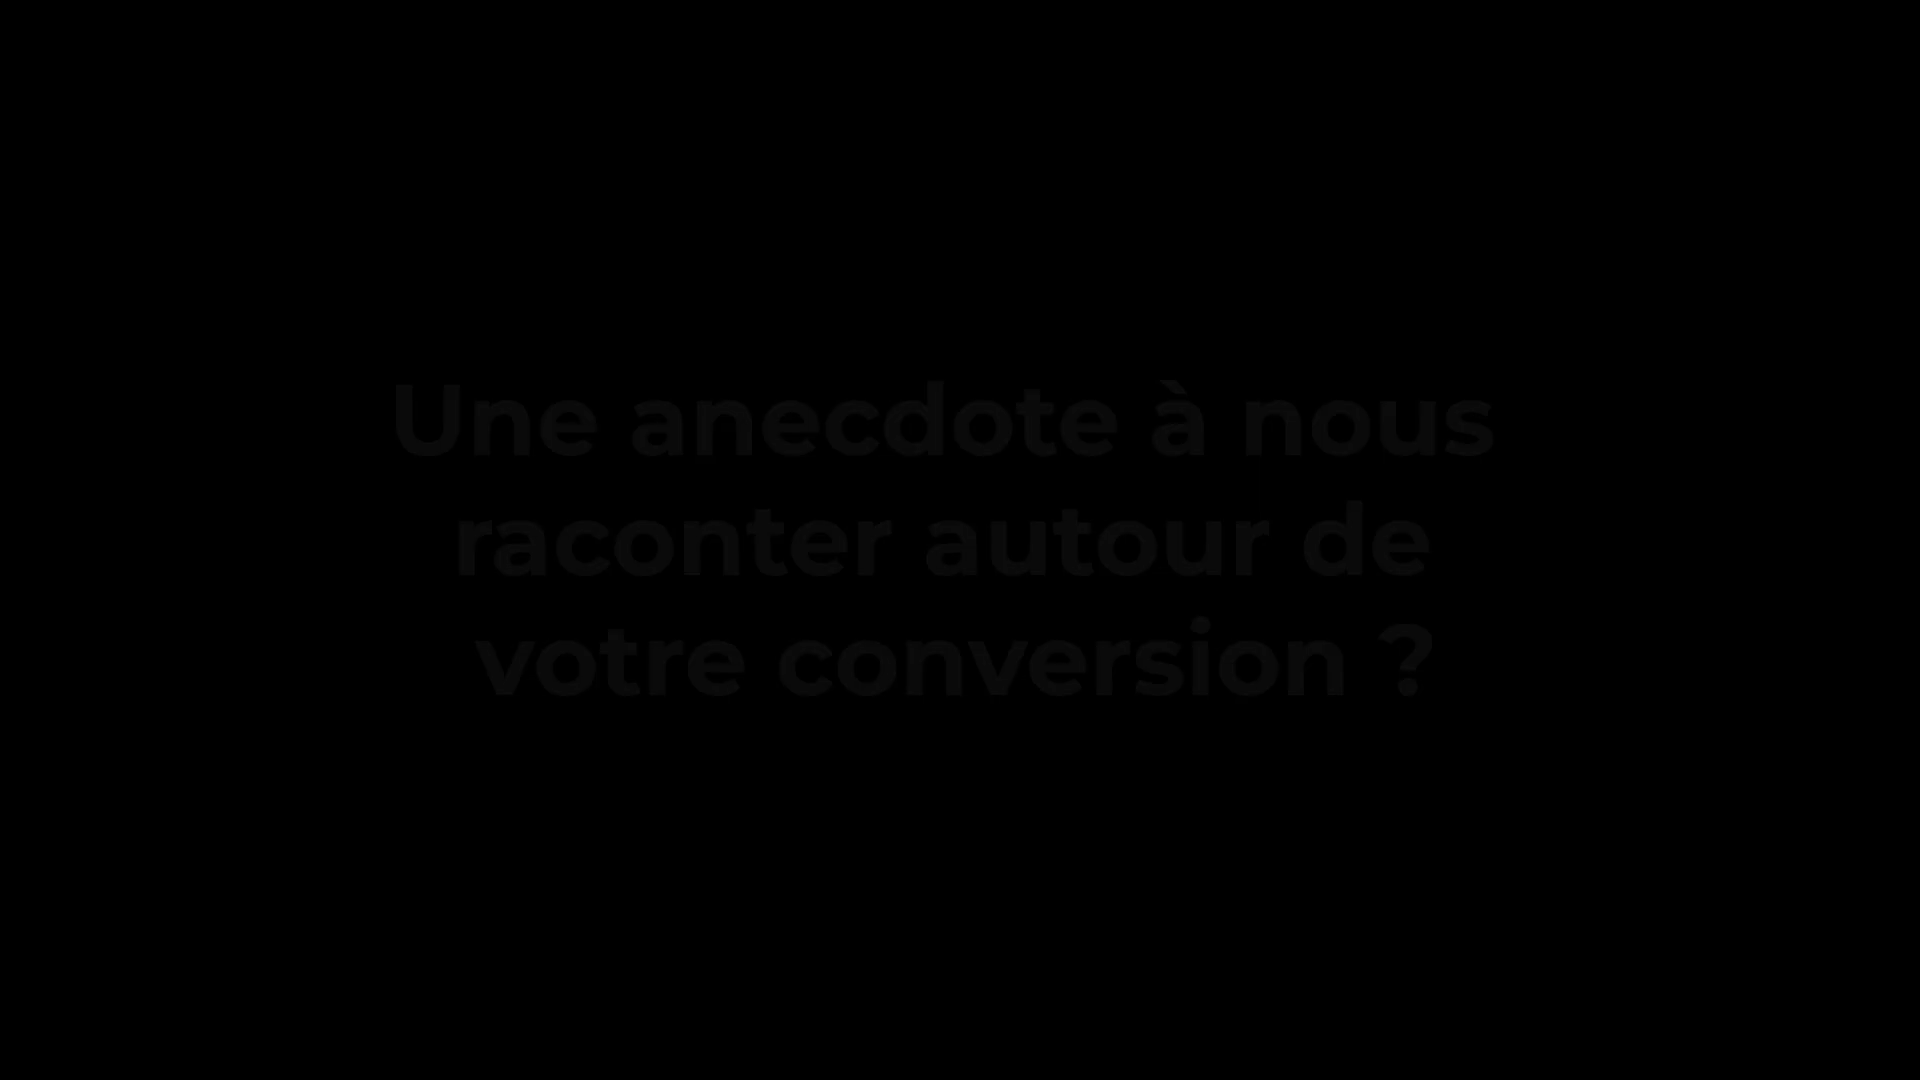 Une anecdote à nous
raconter autour de
votre conversion ?